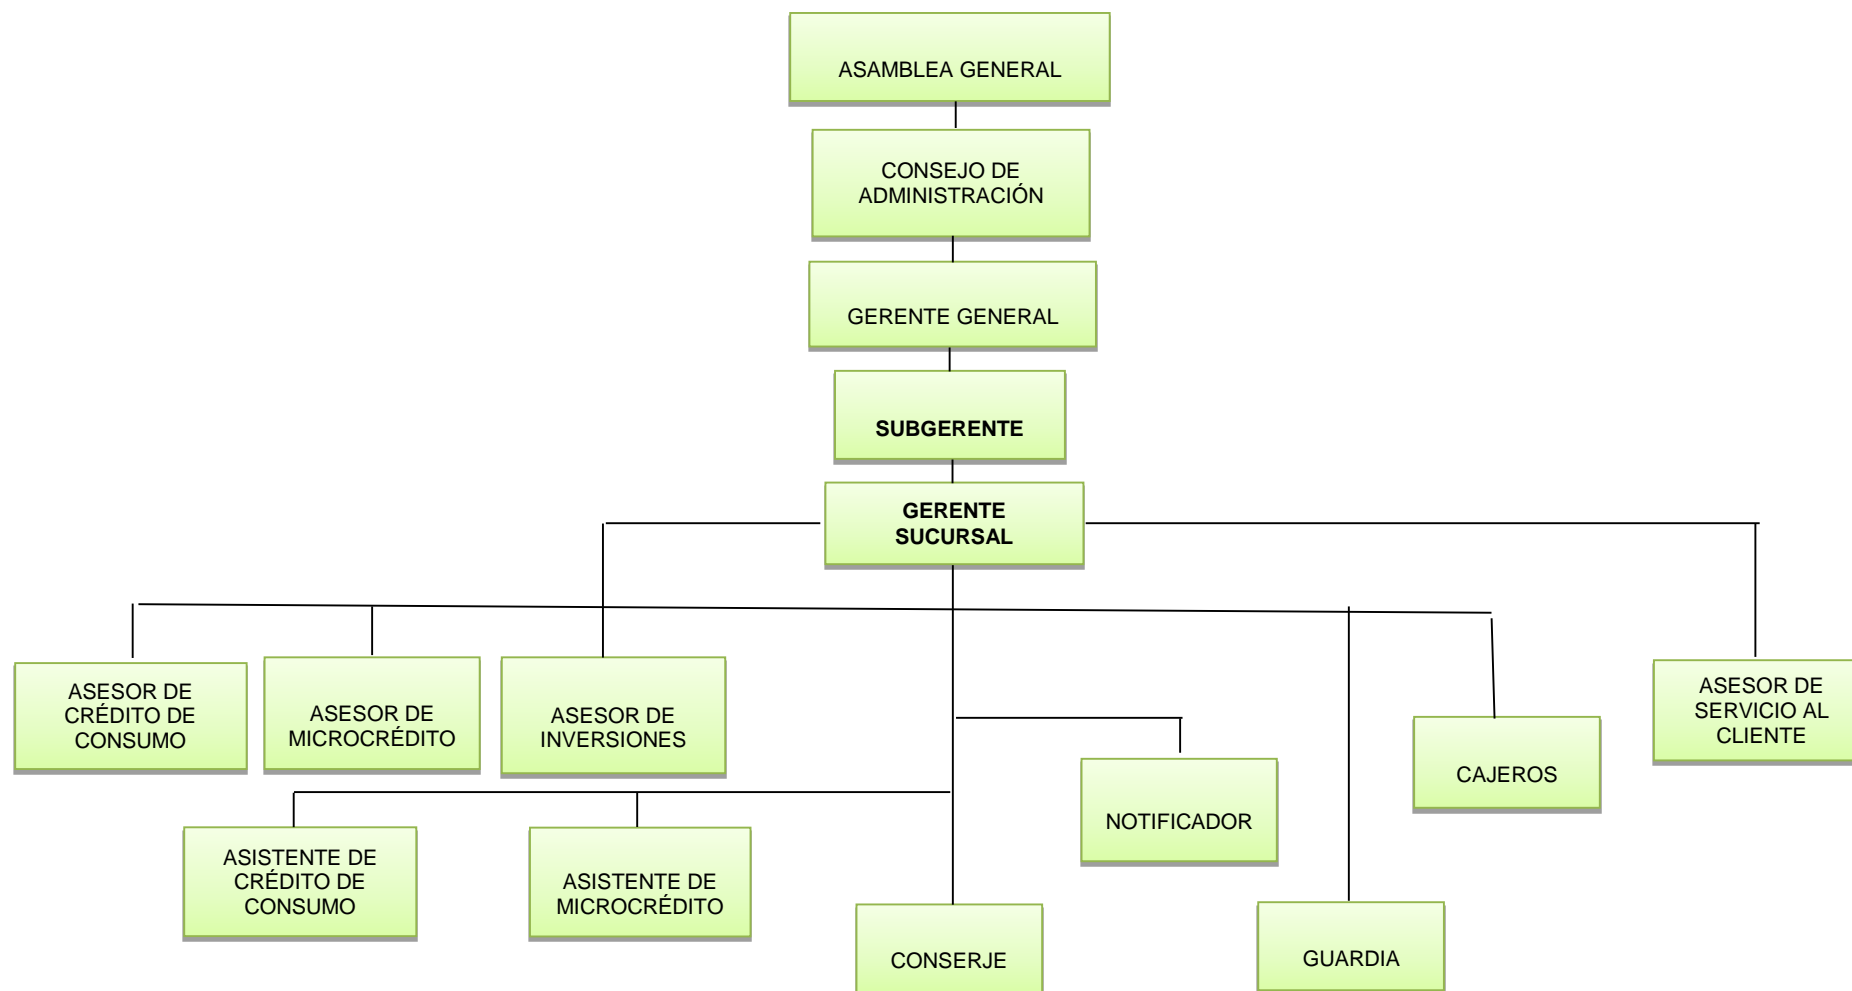 ASAMBLEA GENERAL
CONSEJO DE
ADMINISTRACIÓN
GERENTE GENERAL
SUBGERENTE
GERENTE
SUCURSAL
ASESOR DE
CRÉDITO DE
CONSUMO
ASESOR DE
MICROCRÉDITO
ASESOR DE
INVERSIONES
CAJEROS
ASESOR DE
SERVICIO AL
CLIENTE
ASISTENTE DE
CRÉDITO DE
CONSUMO
ASISTENTE DE
MICROCRÉDITO
NOTIFICADOR
CONSERJE
GUARDIA